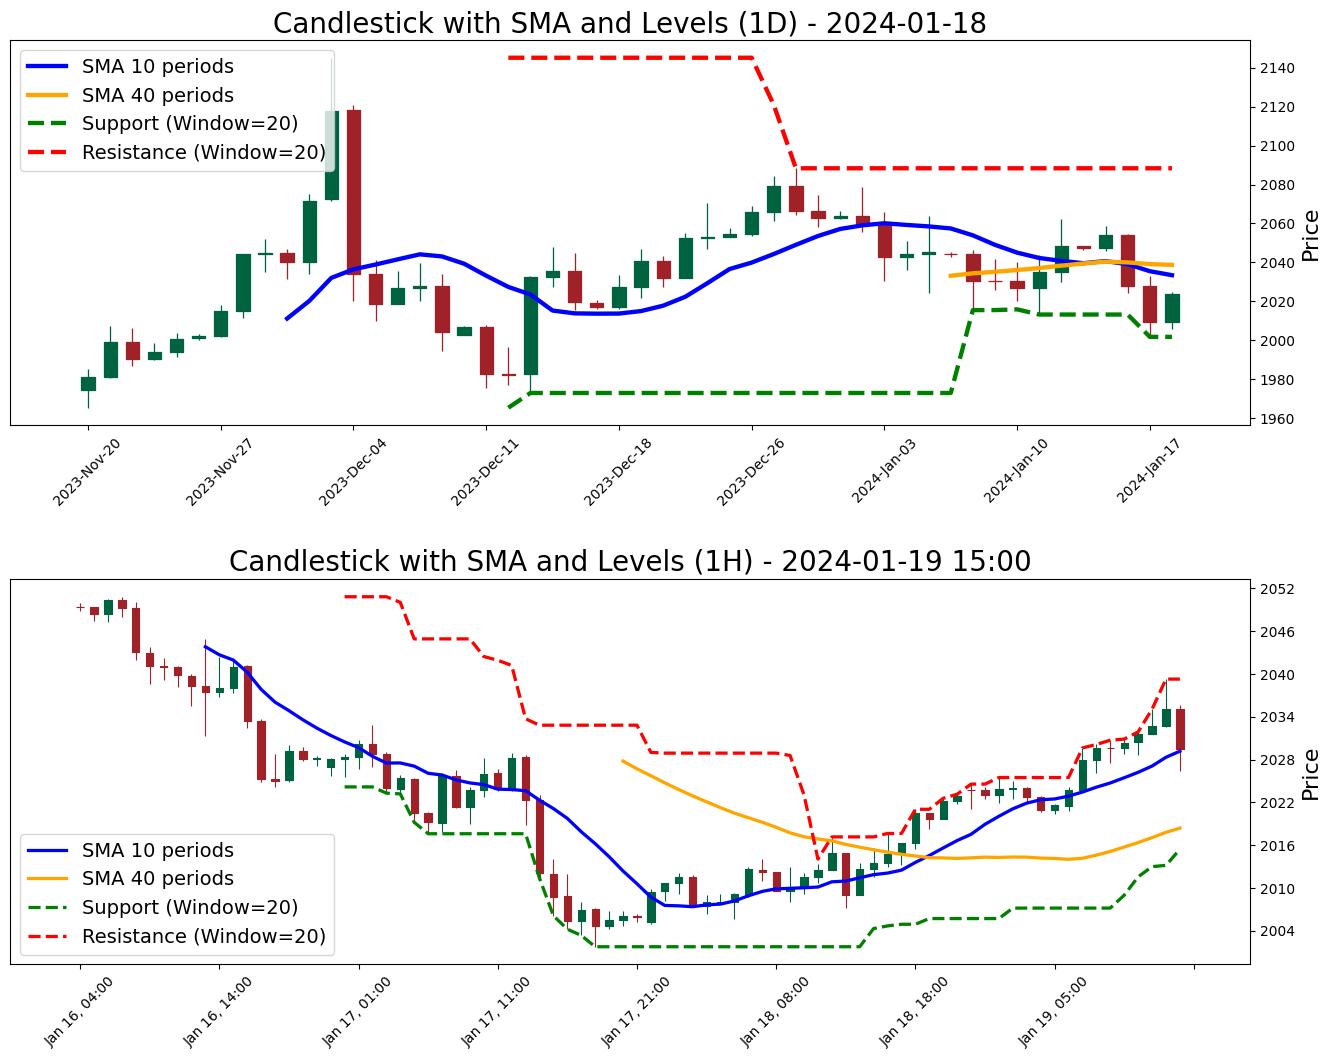 Candlestick with SMA and Levels (1D) - 2024-01-18
SMA 10 periods
SMA 40 periods
Support (Window=20)
Resistance (Window=20)
2140
2120
2100
2080
2060
2040
2020
2000
1980
1960
Price
2023-Nov-20
2023-Nov-27
2023-Dec-04
2023-Dec-11
2023-Dec-18
2023-Dec-26
2024-Jan-03
2024-Jan-10
2024-Jan-17
Candlestick with SMA and Levels (1H) - 2024-01-19 15:00
2052
2046
2040
2034
2028
2022
2016
2010
2004
Price
SMA 10 periods
SMA 40 periods
Support (Window=20)
Resistance (Window=20)
Jan 16, 04:00
Jan 16, 14:00
Jan 17, 01:00
Jan 17, 11:00
Jan 17, 21:00
Jan 18, 08:00
Jan 18, 18:00
Jan 19, 05:00